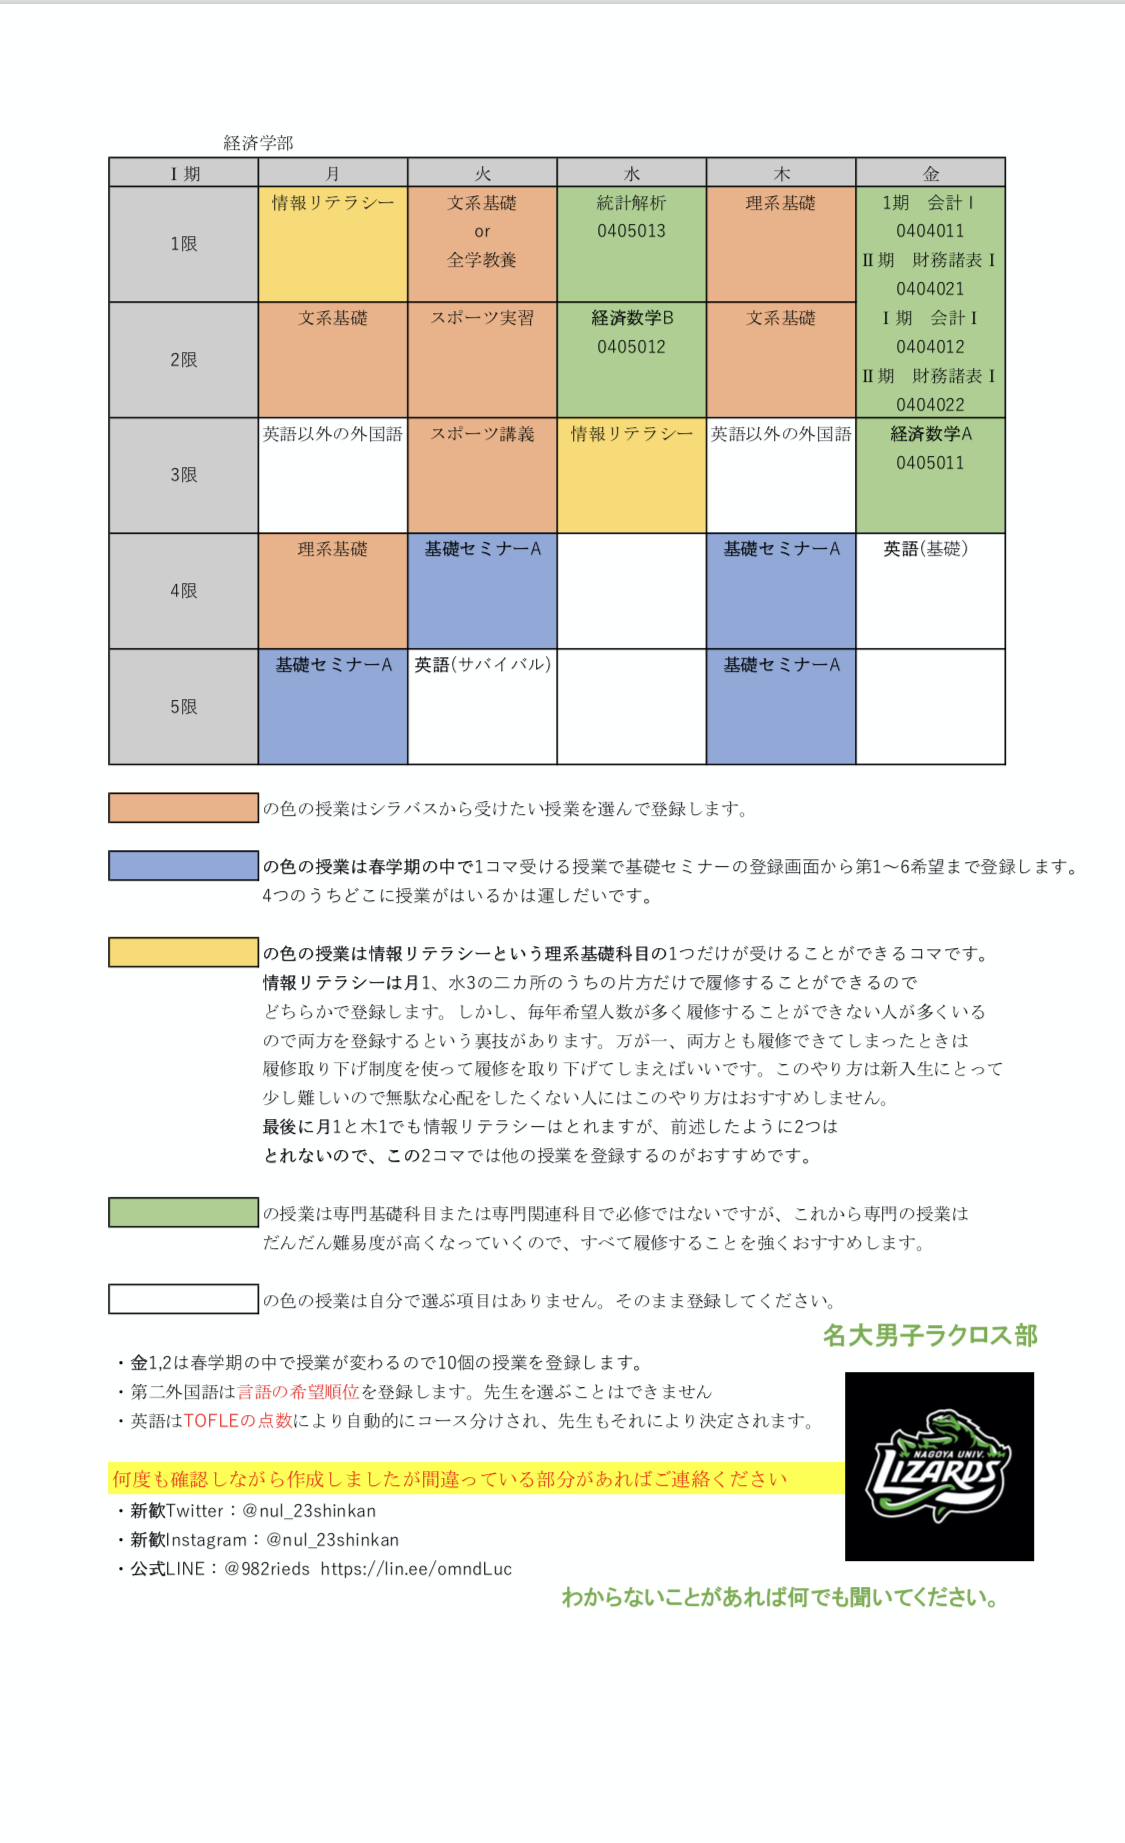 経済学部
Ⅰ期 月 火 水 木 金
1限
情報リテラシー
文系基礎
or
全学教養
統計解析
0405013
理系基礎
1期 会計Ⅰ
0404011
Ⅱ期 財務諸表Ⅰ
0404021
2限
文系基礎
スポーツ実習
経済数学B
0405012
文系基礎
Ⅰ期 会計Ⅰ
0404012
Ⅱ期 財務諸表Ⅰ
0404022
3限
英語以外の外国語
スポーツ講義
情報リテラシー
英語以外の外国語
経済数学A
0405011
4限
理系基礎
基礎セミナーA
基礎セミナーA
英語(基礎)
5限
基礎セミナーA
英語(サバイバル)
基礎セミナーA
の色の授業はシラバスから受けたい授業を選んで登録します。
の色の授業は春学期の中で1コマ受ける授業で基礎セミナーの登録画面から第1～6希望まで登録します。
4つのうちどこに授業がはいるかは運しだいです。
の色の授業は情報リテラシーという理系基礎科目の1つだけが受けることができるコマです。
情報リテラシーは月1、水3の二カ所のうちの片方だけで履修することができるので
どちらかで登録します。しかし、毎年希望人数が多く履修することができない人が多くいる
ので両方を登録するという裏技があります。万が一、両方とも履修できてしまったときは
履修取り下げ制度を使って履修を取り下げてしまえばいいです。このやり方は新入生にとって
少し難しいので無駄な心配をしたくない人にはこのやり方はおすすめしません。
最後に月1と木1でも情報リテラシーはとれますが、前述したように2つは
とれないので、この2コマでは他の授業を登録するのがおすすめです。
の授業は専門基礎科目または専門関連科目で必修ではないですが、これから専門の授業は
だんだん難易度が高くなっていくので、すべて履修することを強くおすすめします。
の色の授業は自分で選ぶ項目はありません。そのまま登録してください。
名大男子ラクロス部
・金1,2は春学期の中で授業が変わるので10個の授業を登録します。
・第二外国語は言語の希望順位を登録します。先生を選ぶことはできません
・英語はTOFLEの点数により自動的にコース分けされ、先生もそれにより決定されます。
NAGOYA UNIV.
LIZARDS
何度も確認しながら作成しましたが間違っている部分があればご連絡ください
・新歓Twitter：@nul_23shinkan
・新歓Instagram：@nul_23shinkan
・公式LINE：@982rieds https://lin.ee/omndLuc
わからないことがあれば何でも聞いてください。